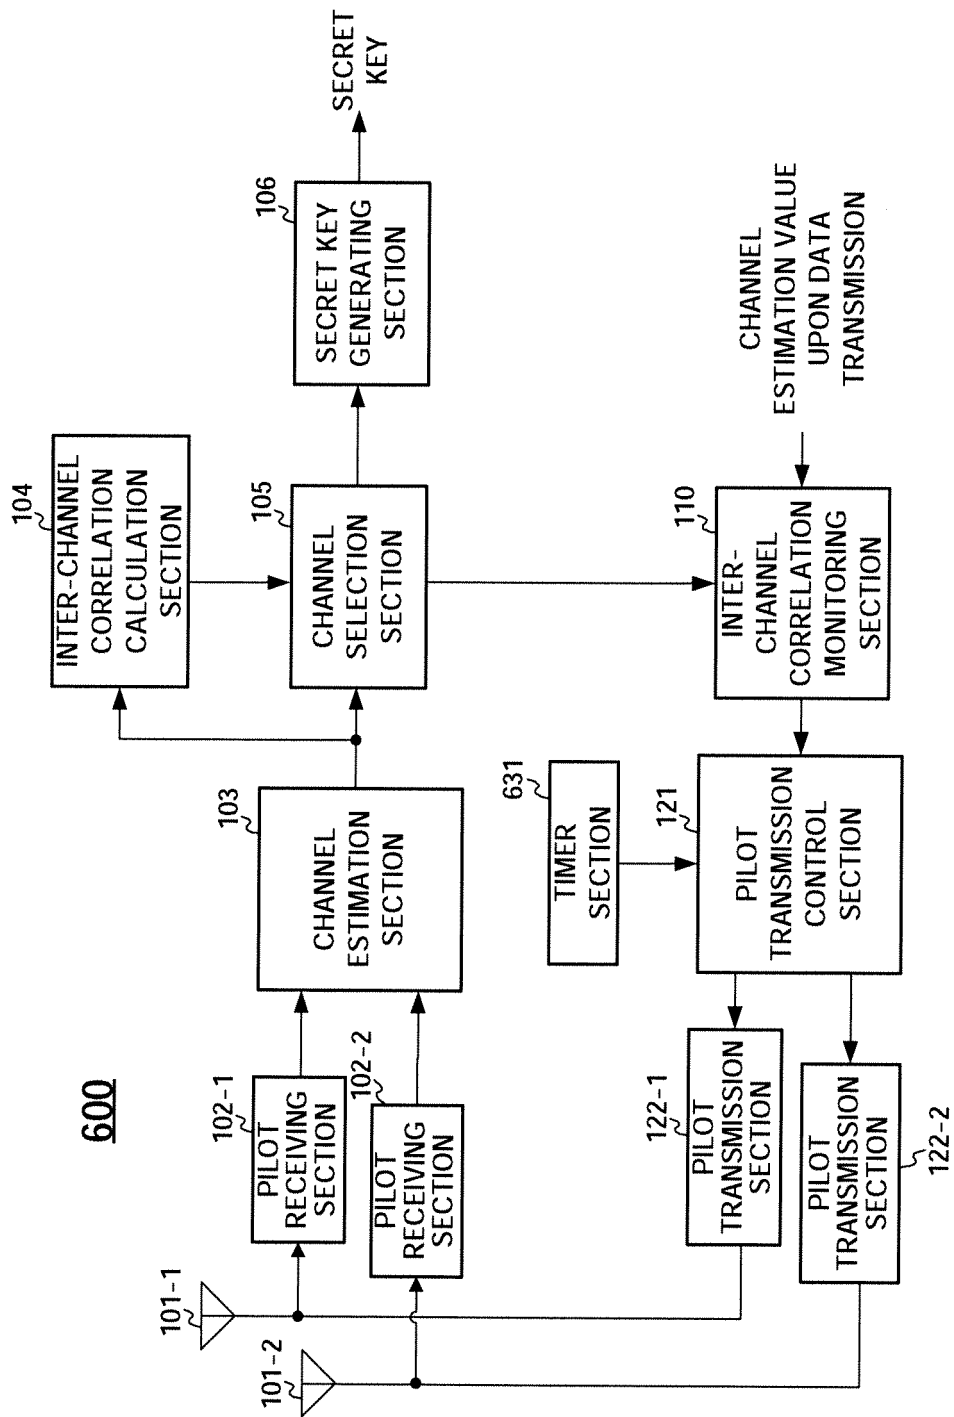 600
101-1
101-2
102-1
PILOT
RECEIVING
SECTION
102-2
PILOT
RECEIVING
SECTION
103
CHANNEL
ESTIMATION
SECTION
104
INTER-CHANNEL
CORRELATION
CALCULATION
SECTION
105
CHANNEL
SELECTION
SECTION
106
SECRET KEY
GENERATING
SECTION
SECRET
KEY
631
TIMER
SECTION
122-1
PILOT
TRANSMISSION
SECTION
PILOT
TRANSMISSION
SECTION
122-2
121
PILOT
TRANSMISSION
CONTROL
SECTION
110
INTER-
CHANNEL
CORRELATION
MONITORING
SECTION
CHANNEL
ESTIMATION VALUE
UPON DATA
TRANSMISSION